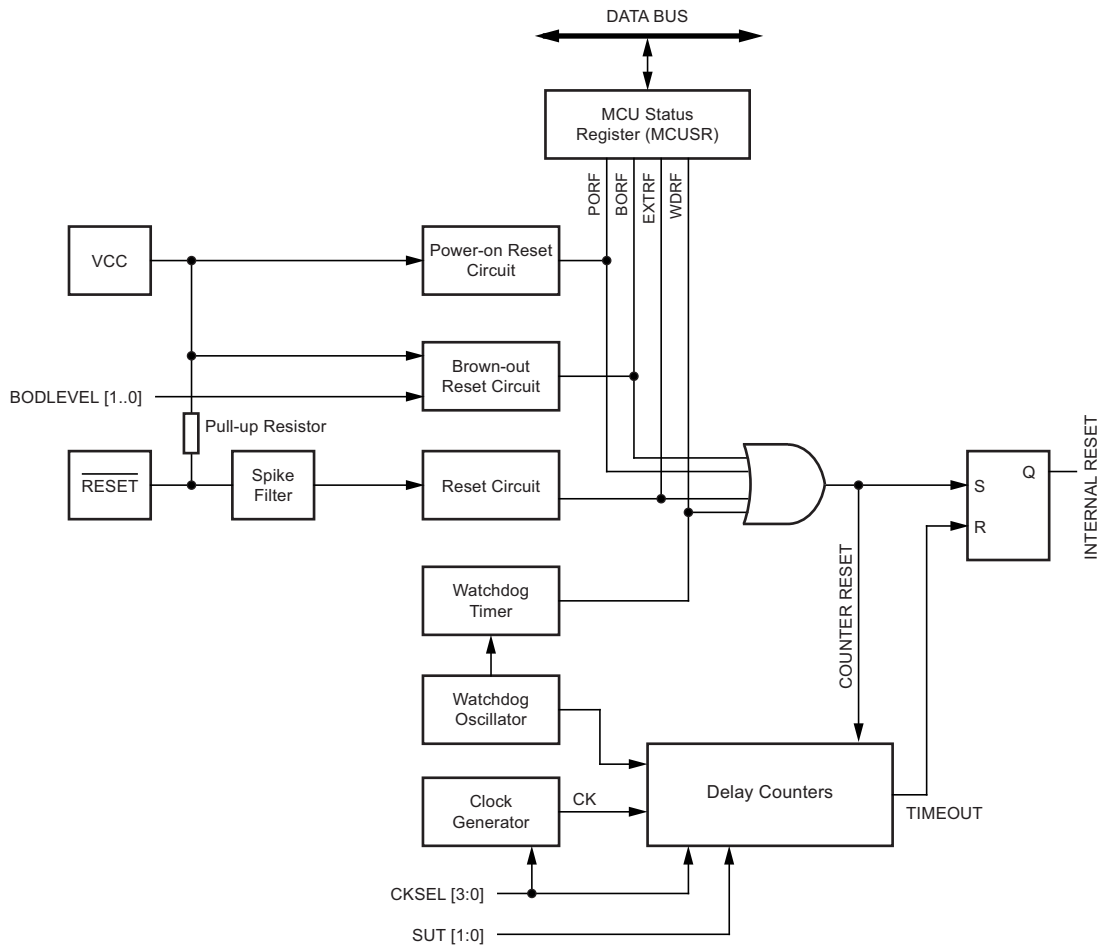 DATA BUS
MCU Status
Register (MCUSR)
PORF
BORF
EXTRF
WDRF
VCC
Power-on Reset
Circuit
Brown-out
Reset Circuit
BODLEVEL [1..0]
Pull-up Resistor
RESET
Spike
Filter
Reset Circuit
S
Q
R
INTERNAL RESET
Watchdog
Timer
COUNTER RESET
Watchdog
Oscillator
Clock
Generator
CK
Delay Counters
TIMEOUT
CKSEL [3:0]
SUT [1:0]